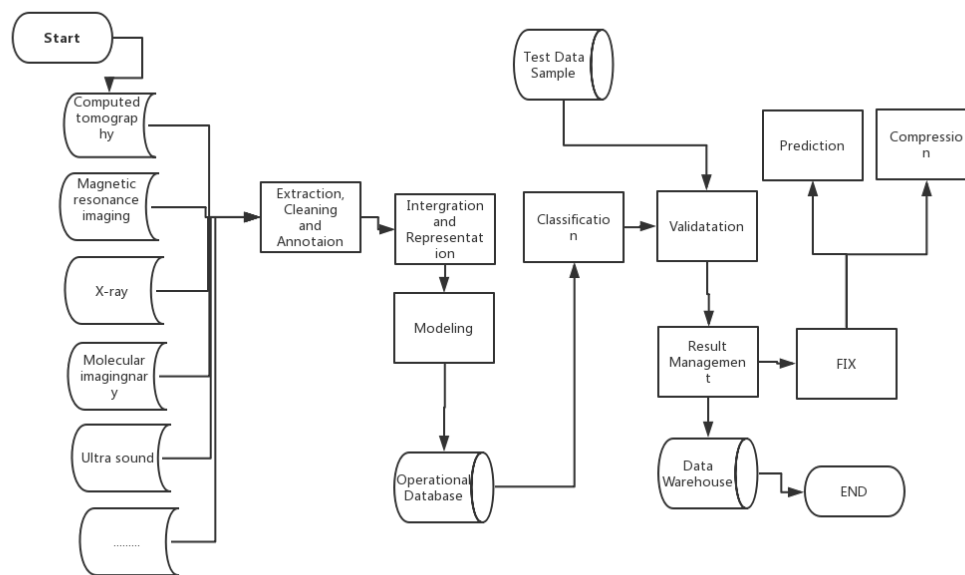 Start
Computed
tomograp
hy
Magnetic
resonance
imaging
X-ray
Molecular
imagingnar
y
Ultra sound
.........
Extraction,
Cleaning
and
Annotaion
Intergration
and
Representat
ion
Modeling
Operational
Database
Classificatio
n
Test Data
Sample
Validatation
Result
Managemen
t
Data
Warehouse
Prediction
Compressio
n
FIX
END